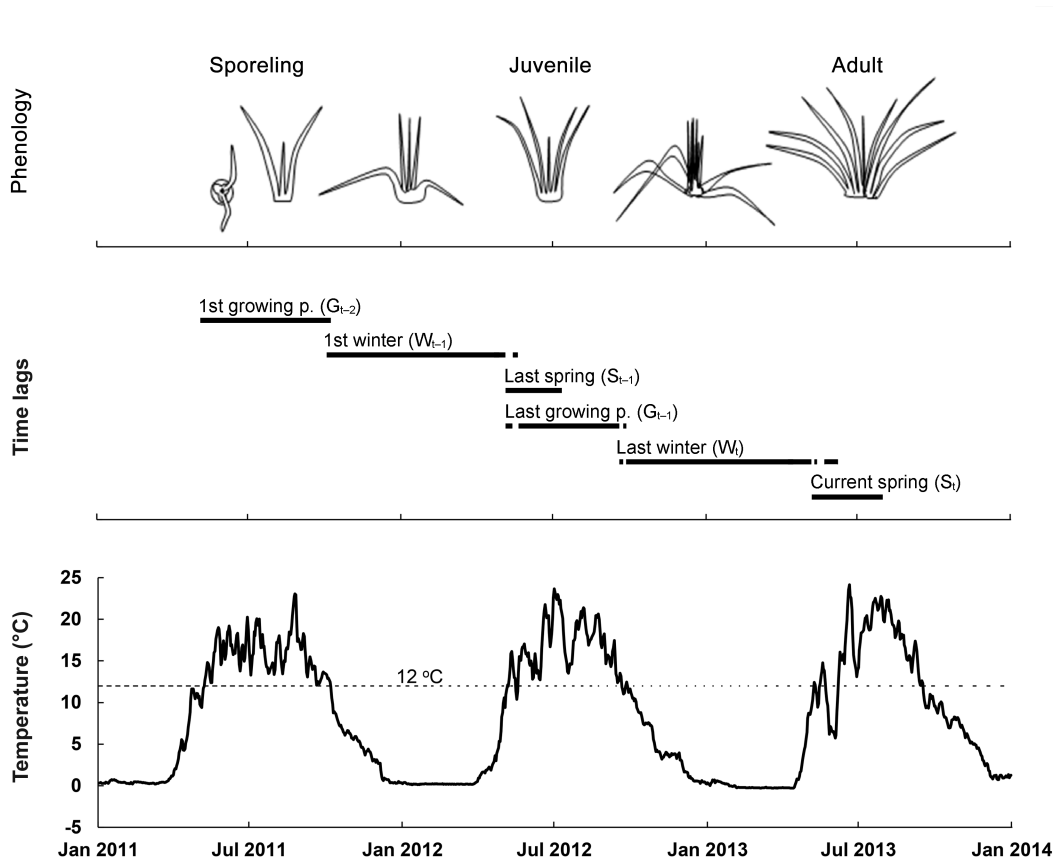 Phenology
Sporeling
Juvenile
Adult
Time lags
1st growing p. (Gt–2)
1st winter (Wt–1)
Last spring (St–1)
Last growing p. (Gt–1)
Last winter (Wt)
Current spring (St)
Temperature (°C)
25
20
15
10
5
0
-5
12 ºC
Jan 2011
Jul 2011
Jan 2012
Jul 2012
Jan 2013
Jul 2013
Jan 2014